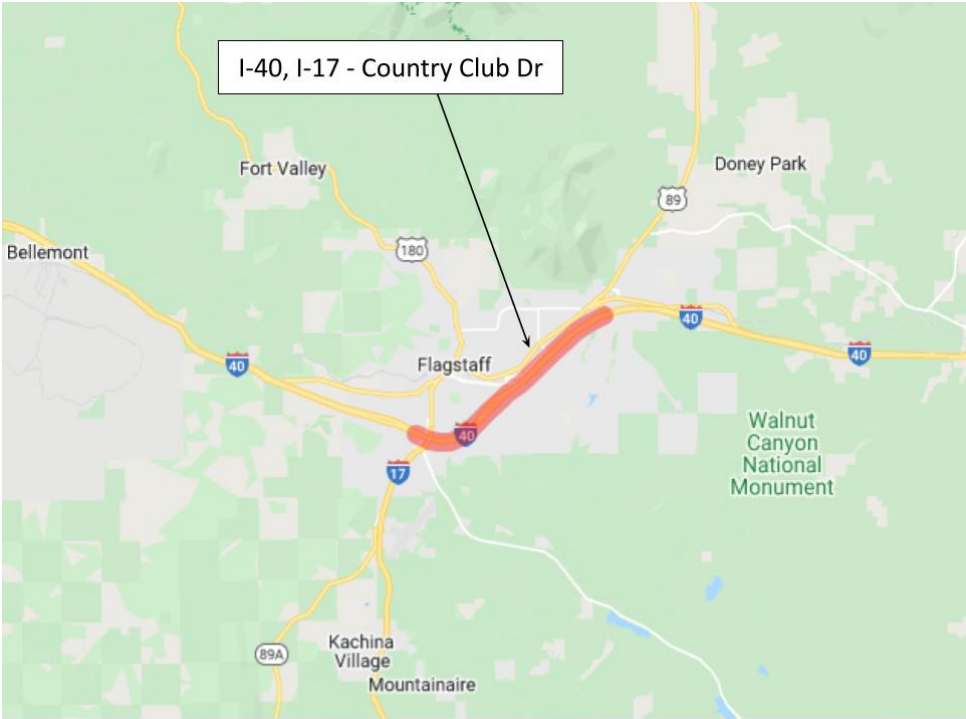 I-40, I-17 - Country Club Dr
Fort Valley
Doney Park
89
180
Bellemont
40
40
40
Flagstaff
40
Walnut
Canyon
National
Monument
17
89A
Kachina
Village
Mountainaire